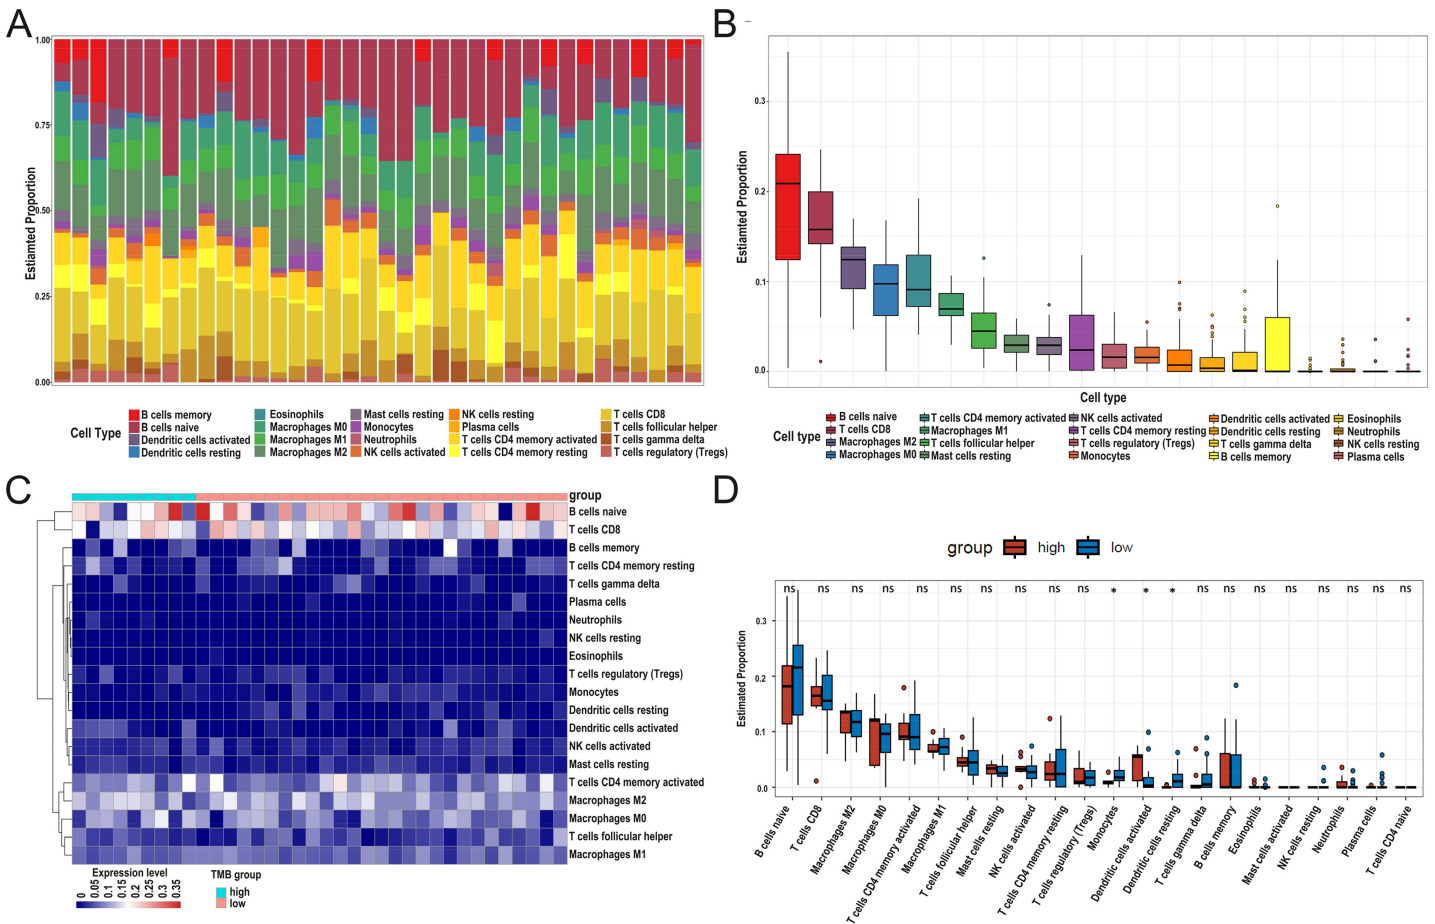 A
Estiamted Proportion
1.00
0.75
0.50
0.25
0.00
Cell Type
B cells memory
B cells naive
Dendritic cells activated
Dendritic cells resting
Eosinophils
Macrophages M0
Macrophages M1
Macrophages M2
Mast cells resting
Monocytes
Neutrophils
NK cells activated
NK cells resting
Plasma cells
T cells CD4 memory activated
T cells CD4 memory resting
T cells CD8
T cells follicular helper
T cells gamma delta
T cells regulatory (Tregs)
B
Estiamted Proportion
0.3
0.2
0.1
0.0
Cell type
Cell type
B cells naive
T cells CD8
Macrophages M2
Macrophages M0
T cells CD4 memory activated
Macrophages M1
T cells follicular helper
Mast cells resting
NK cells activated
T cells CD4 memory resting
T cells regulatory (Tregs)
Monocytes
Dendritic cells activated
Dendritic cells resting
T cells gamma delta
B cells memory
Eosinophils
Neutrophils
NK cells resting
Plasma cells
C
group
B cells naive
T cells CD8
B cells memory
T cells CD4 memory resting
T cells gamma delta
Plasma cells
Neutrophils
NK cells resting
Eosinophils
T cells regulatory (Tregs)
Monocytes
Dendritic cells resting
Dendritic cells activated
NK cells activated
Mast cells resting
T cells CD4 memory activated
Macrophages M2
Macrophages M0
T cells follicular helper
Macrophages M1
Expression level
0 0.05 0.1 0.15 0.2 0.25 0.3 0.35
TMB group
high
low
D
group high low
Estimated Proportion
0.3
0.2
0.1
0.0
ns ns ns ns ns ns ns ns ns ns * * * ns ns ns ns ns ns ns ns
B cells naive
T cells CD8
Macrophages M2
Macrophages M0
T cells CD4 memory activated
Macrophages M1
T cells follicular helper
Mast cells resting
NK cells activated
T cells CD4 memory resting
T cells regulatory (Tregs)
Monocytes
Dendritic cells activated
Dendritic cells resting
T cells gamma delta
B cells memory
Eosinophils
Mast cells activated
NK cells resting
Neutrophils
Plasma cells
T cells CD4 naive